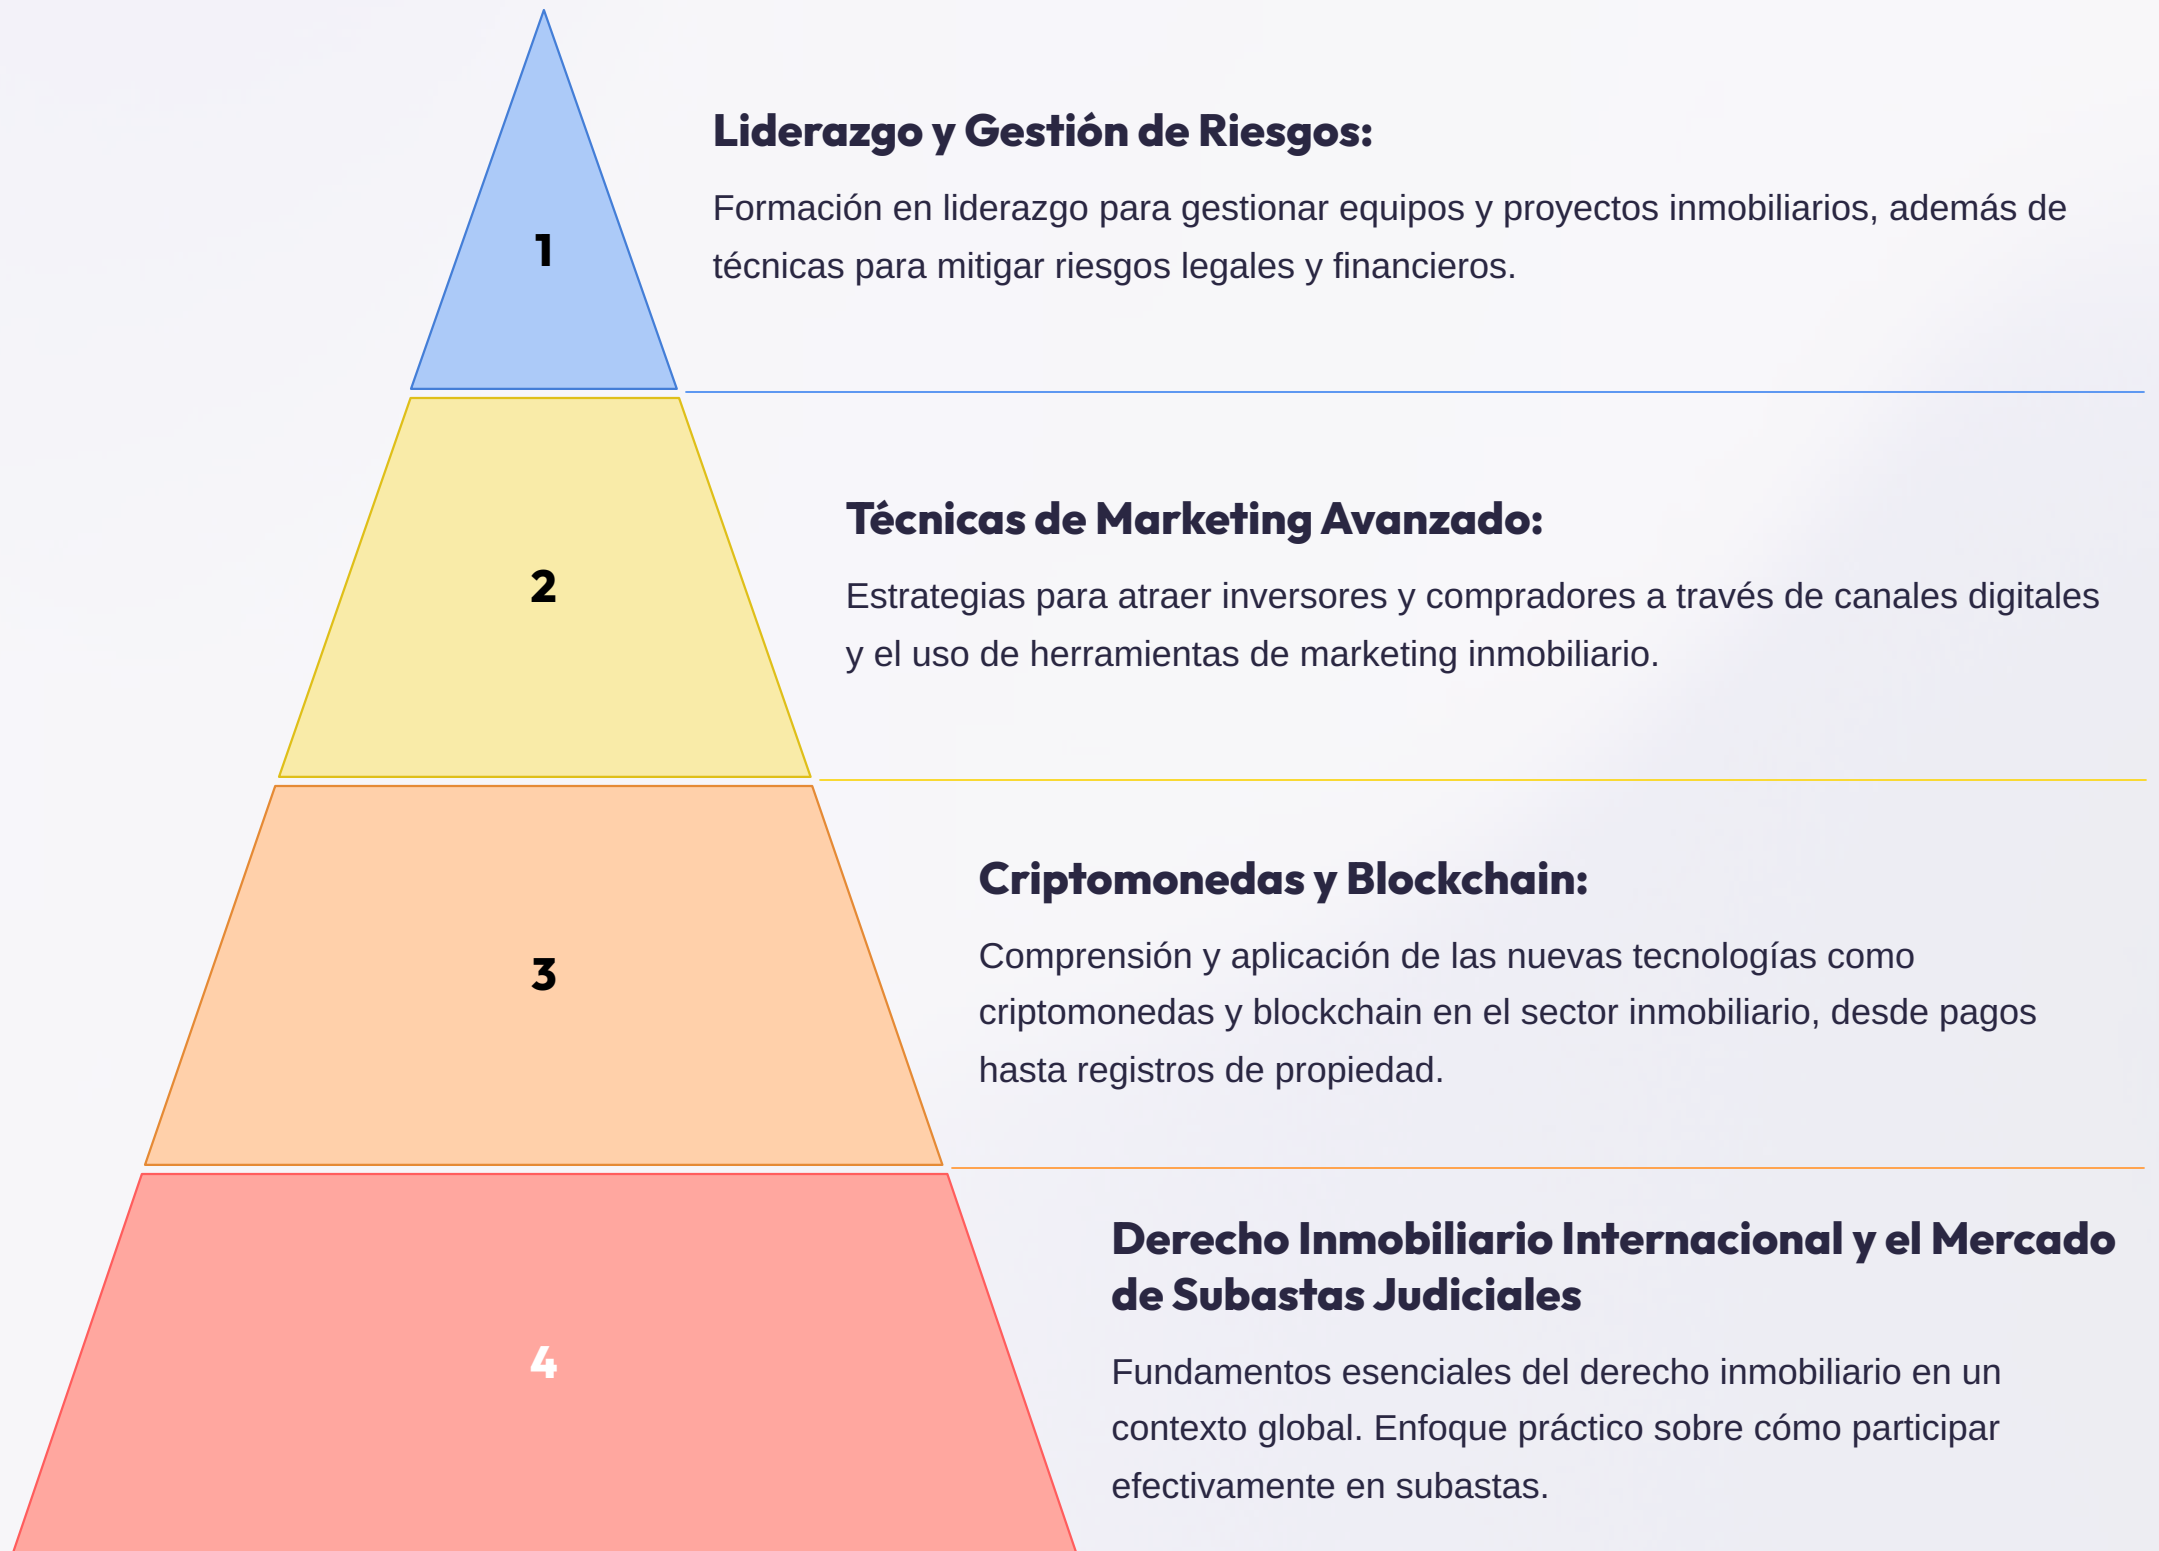 1
Liderazgo y Gestión de Riesgos:
Formación en liderazgo para gestionar equipos y proyectos inmobiliarios, además de
técnicas para mitigar riesgos legales y financieros.
2
Técnicas de Marketing Avanzado:
Estrategias para atraer inversores y compradores a través de canales digitales
y el uso de herramientas de marketing inmobiliario.
3
Criptomonedas y Blockchain:
Comprensión y aplicación de las nuevas tecnologías como
criptomonedas y blockchain en el sector inmobiliario, desde pagos
hasta registros de propiedad.
4
Derecho Inmobiliario Internacional y el Mercado
de Subastas Judiciales
Fundamentos esenciales del derecho inmobiliario en un
contexto global. Enfoque práctico sobre cómo participar
efectivamente en subastas.